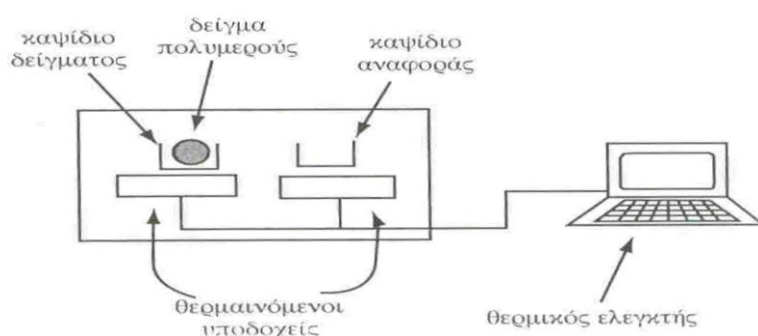 καψίδιο
δείγματος
δείγμα
πολυμερούς
καψίδιο
αναφοράς
θερμαινόμενοι
υποδοχείς
θερμικός ελεγκτής